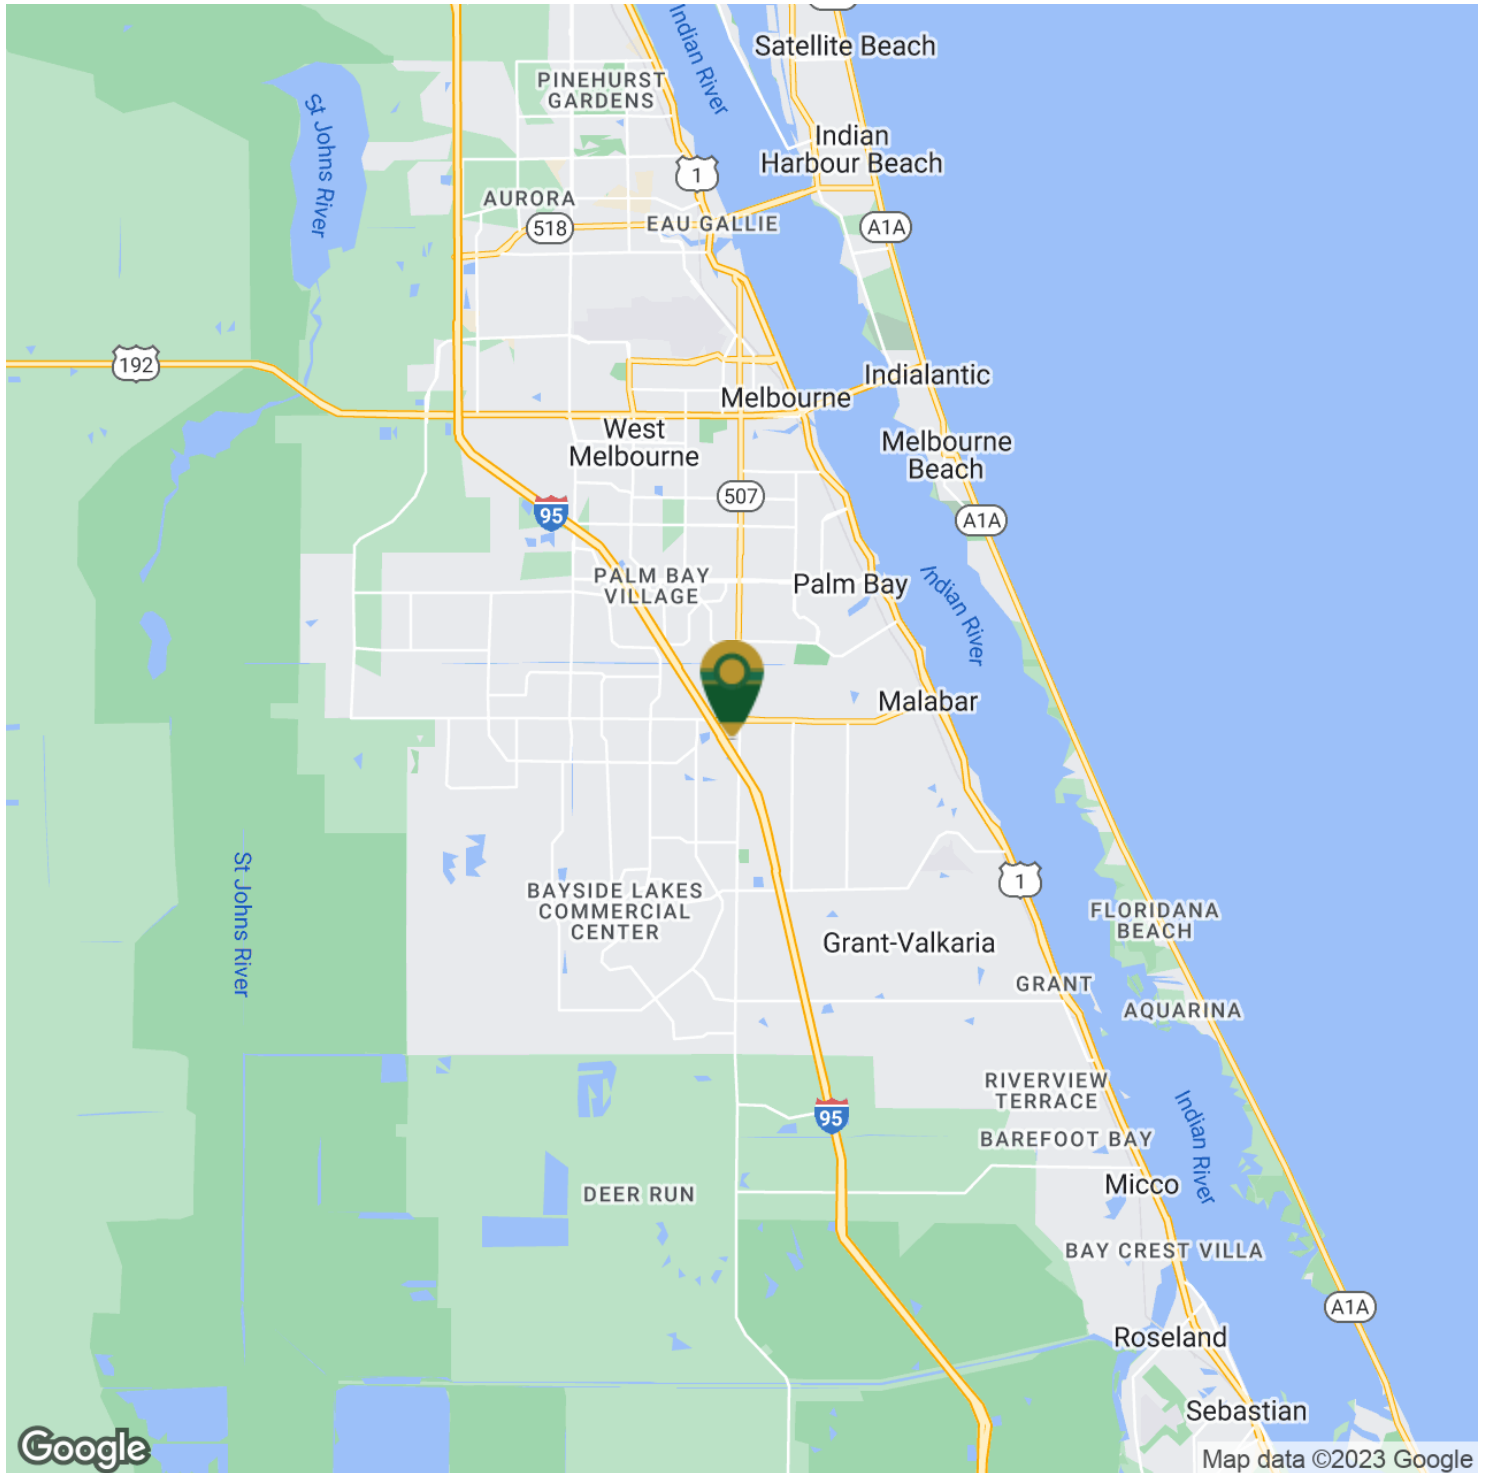 Indian River
Satellite Beach
PINEHURST
GARDENS
St Johns River
Indian
Harbour Beach
1
AURORA
518
EAU GALLIE
A1A
192
Indialantic
Melbourne
West
Melbourne
Melbourne
Beach
507
95
A1A
PALM BAY
VILLAGE
Palm Bay
Indian River
Malabar
St Johns River
1
BAYSIDE LAKES
COMMERCIAL
CENTER
FLORIDANA
BEACH
Grant-Valkaria
GRANT
AQUARINA
RIVERVIEW
TERRACE
95
Indian River
BAREFOOT BAY
Micco
DEER RUN
BAY CREST VILLA
A1A
Roseland
Sebastian
Google
Map data ©2023 Google